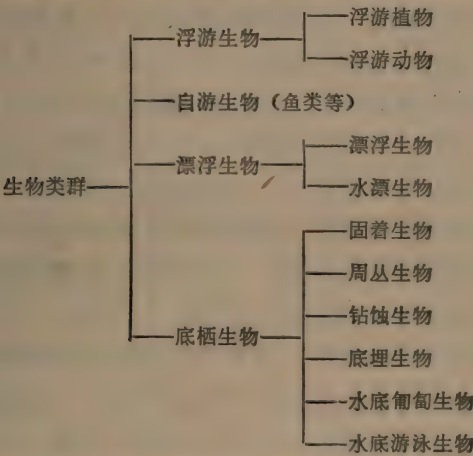 浮游植物
浮游生物
浮游动物
自游生物（鱼类等）
漂浮生物
漂浮生物
生物类群
水漂生物
固着生物
周丛生物
钻蚀生物
底栖生物
底埋生物
水底匍匐生物
水底游泳生物